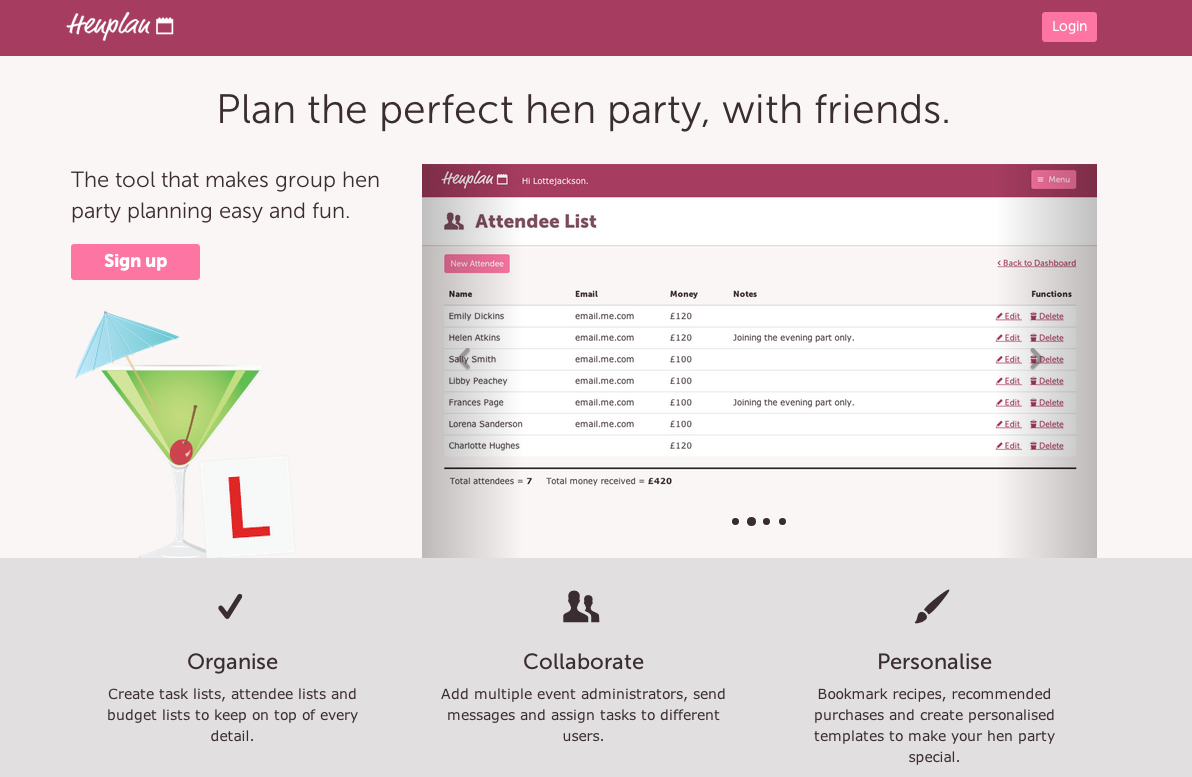 Henplan
Login
Plan the perfect hen party, with friends.
The tool that makes group hen
party planning easy and fun.
Sign up
L
Henplan Hi Lottejackson. Menu
Attendee List
New Attendee < Back to Dashboard
Name Email Money Notes Functions
Emily Dickins email.me.com £120 Edit Delete
Helen Atkins email.me.com £120 Joining the evening part only. Edit Delete
Sally Smith email.me.com £100 Edit Delete
Libby Peachey email.me.com £100 Edit Delete
Frances Page email.me.com £100 Joining the evening part only. Edit Delete
Lorena Sanderson email.me.com £100 Edit Delete
Charlotte Hughes £120 Edit Delete
Total attendees = 7 Total money received = £420
Organise
Create task lists, attendee lists and
budget lists to keep on top of every
detail.
Collaborate
Add multiple event administrators, send
messages and assign tasks to different
users.
Personalise
Bookmark recipes, recommended
purchases and create personalised
templates to make your hen party
special.